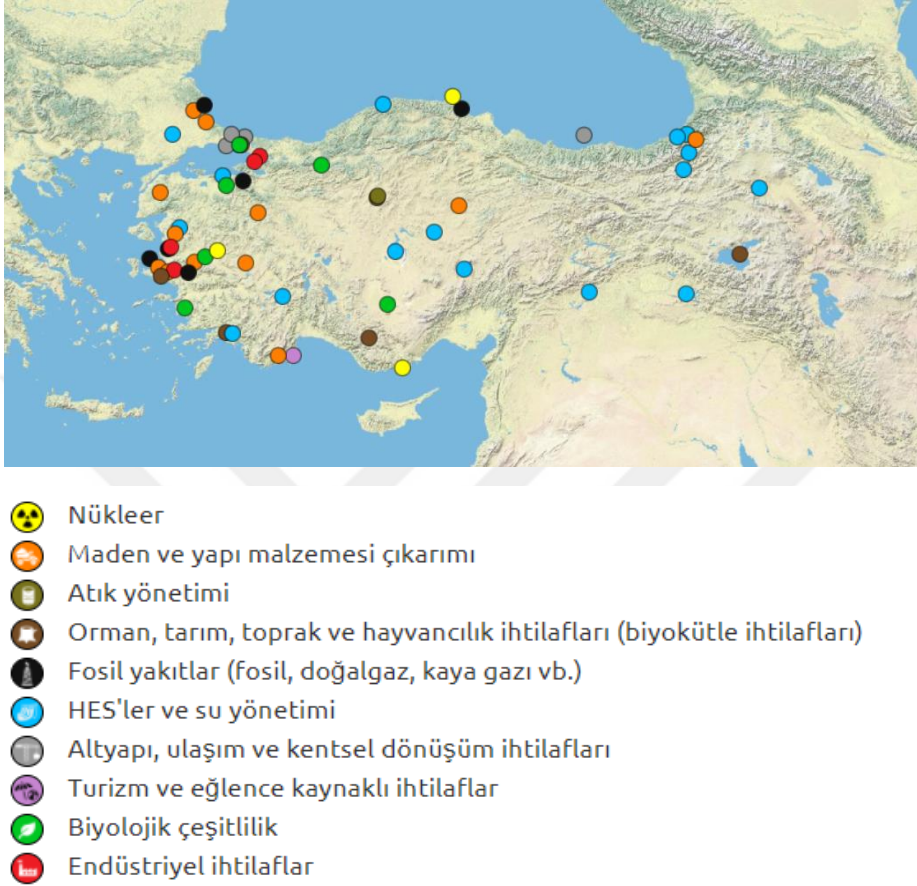 Nükleer
Maden ve yapı malzemesi çıkarımı
Atık yönetimi
Orman, tarım, toprak ve hayvancılık ihtilafları (biyokütle ihtilafları)
Fosil yakıtlar (fosil, doğalgaz, kaya gazı vb.)
HES'ler ve su yönetimi
Altyapı, ulaşım ve kentsel dönüşüm ihtilafları
Turizm ve eğlence kaynaklı ihtilaflar
Biyolojik çeşitlilik
Endüstriyel ihtilaflar